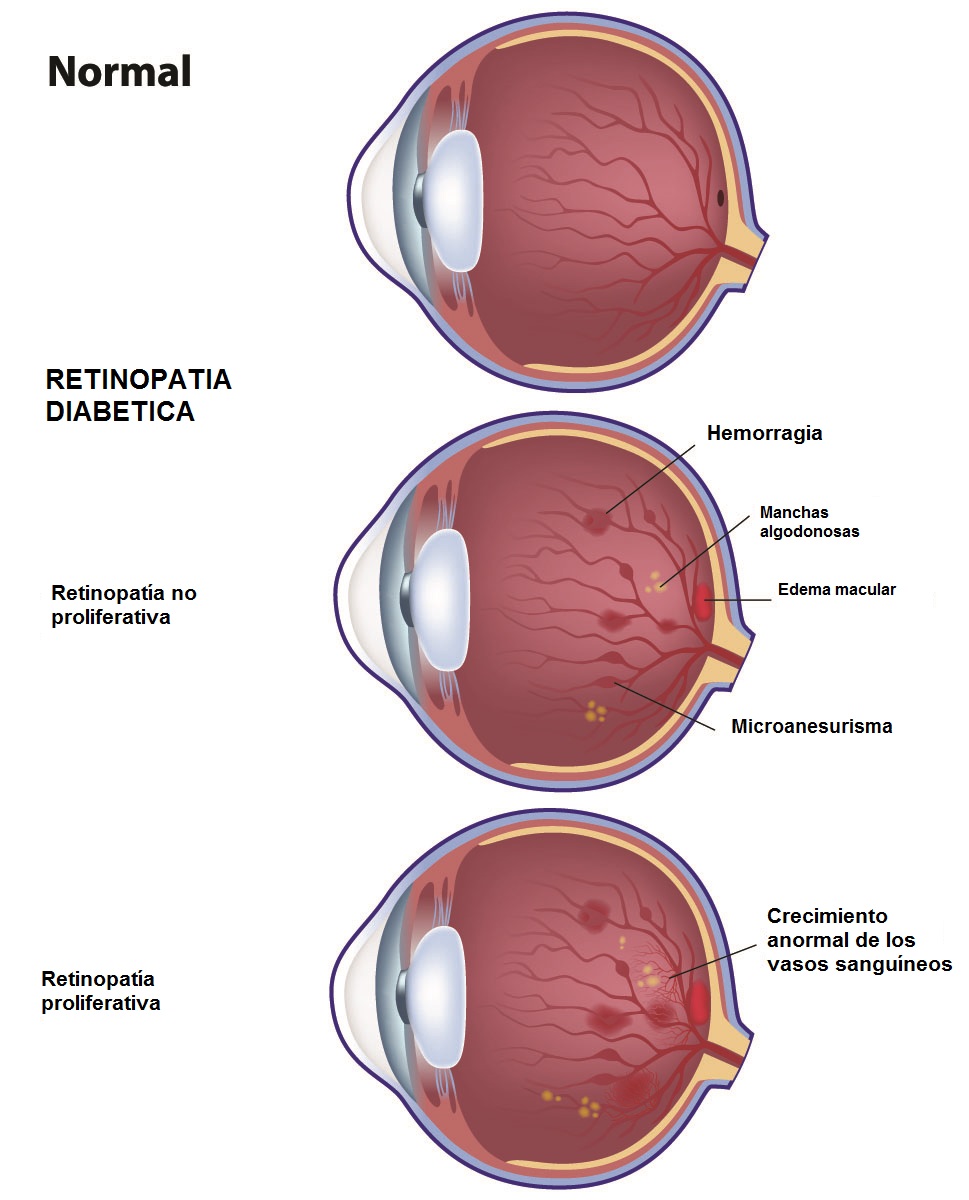 Normal
RETINOPATIA
DIABETICA
Hemorragia
Manchas
algodonosas
Edema macular
Retinopatía no
proliferativa
Microanesurisma
Crecimiento
anormal de los
vasos sanguíneos
Retinopatía
proliferativa